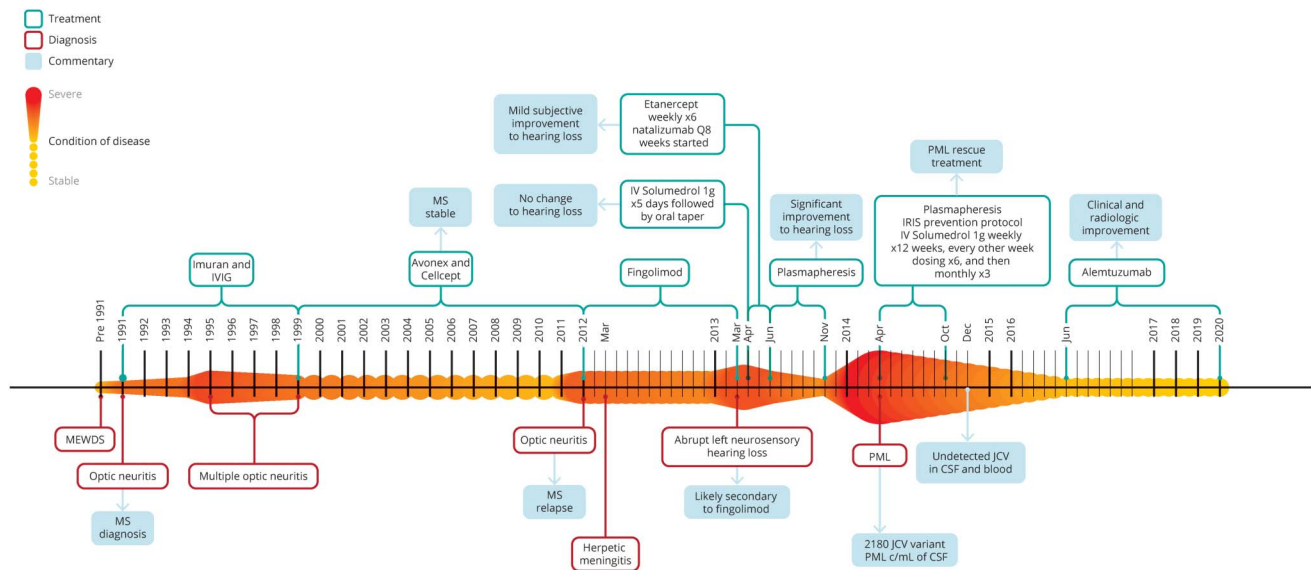 Treatment
Diagnosis
Commentary
Severe
Condition of disease
Stable
Mild subjective
improvement
to hearing loss
Etanercept
weekly x6
natalizumab Q8
weeks started
No change
to hearing loss
IV Solumedrol 1g
x5 days followed
by oral taper
MS
stable
Significant
improvement
to hearing loss
PML rescue
treatment
Plasmapheresis
IRIS prevention protocol
IV Solumedrol 1g weekly
x12 weeks, every other week
dosing x6, and then
monthly x3
Clinical and
radiologic
improvement
Imuran and
IVIG
Avonex and
Cellcept
Fingolimod
Plasmapheresis
Alemtuzumab
Pre 1991
1991
1992
1993
1994
1995
1996
1997
1998
1999
2000
2001
2002
2003
2004
2005
2006
2007
2008
2009
2010
2011
2012
Mar
2013
Mar
Apr
Jun
Nov
2014
Apr
Oct
Dec
2015
2016
Jun
2017
2018
2019
2020
MEWDS
Optic neuritis
MS
diagnosis
Multiple optic neuritis
Optic neuritis
MS
relapse
Herpetic
meningitis
Abrupt left neurosensory
hearing loss
Likely secondary
to fingolimod
PML
2180 JCV variant
PML c/mL of CSF
Undetected JCV
in CSF and blood